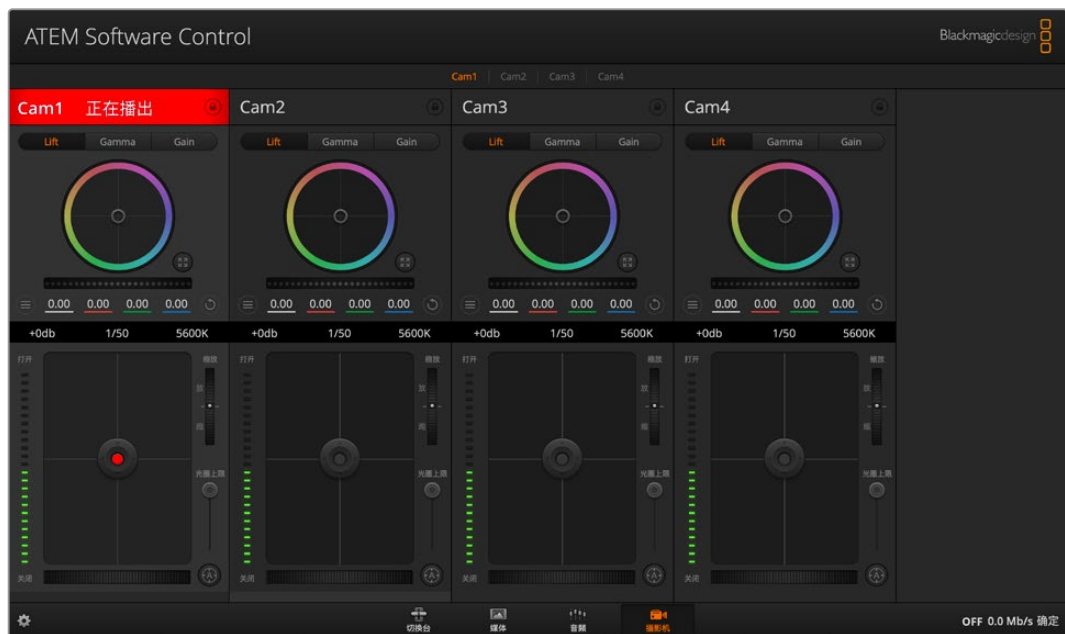 ATEM Software Control
Blackmagicdesign
Cam1 Cam2 Cam3 Cam4
Cam1 正在播出 Cam2 Cam3 Cam4
Lift Gamma Gain Lift Gamma Gain Lift Gamma Gain Lift Gamma Gain
0.00 0.00 0.00 0.00 0.00 0.00 0.00 0.00 0.00 0.00 0.00 0.00 0.00 0.00 0.00 0.00
+0db 1/50 5600K +0db 1/50 5600K +0db 1/50 5600K +0db 1/50 5600K
打开 缩放 打开 缩放 打开 缩放 打开 缩放
放 放 放 放
光圈上限 光圈上限 光圈上限 光圈上限
关闭 关闭 关闭 关闭
切换台 媒体 音频 摄影机
OFF 0.0 Mb/s 确定